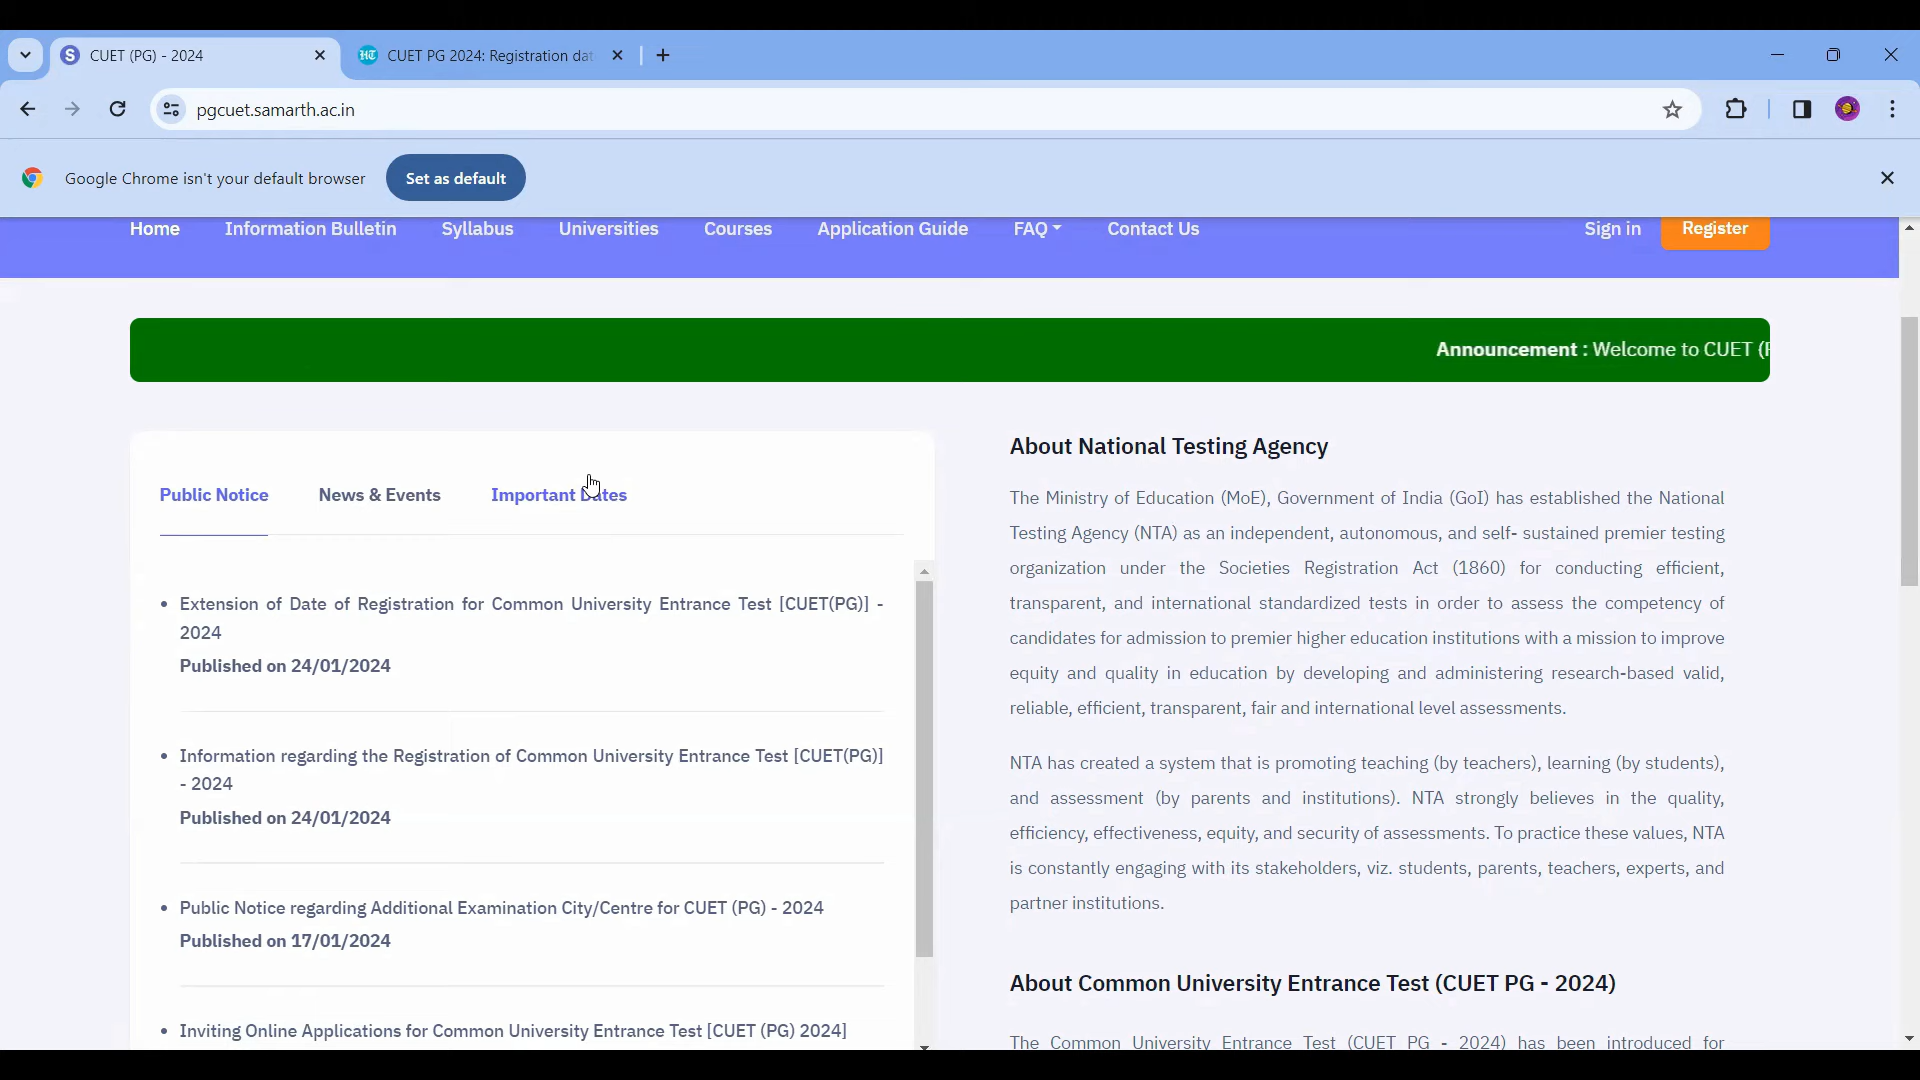 CUET (PG) - 2024
CUET PG 2024: Registration dat
pgcuet.samarth.ac.in
Google Chrome isn't your default browser
Set as default
Home
Information Bulletin
Syllabus
Universities
Courses
Application Guide
FAQ
Contact Us
Sign in
Register
Announcement : Welcome to CUET (P
Public Notice
News & Events
Important Dates
• Extension of Date of Registration for Common University Entrance Test [CUET(PG)] -
2024
Published on 24/01/2024
• Information regarding the Registration of Common University Entrance Test [CUET(PG)]
- 2024
Published on 24/01/2024
• Public Notice regarding Additional Examination City/Centre for CUET (PG) - 2024
Published on 17/01/2024
• Inviting Online Applications for Common University Entrance Test [CUET (PG) 2024]
About National Testing Agency
The Ministry of Education (MoE), Government of India (GoI) has established the National
Testing Agency (NTA) as an independent, autonomous, and self- sustained premier testing
organization under the Societies Registration Act (1860) for conducting efficient,
transparent, and international standardized tests in order to assess the competency of
candidates for admission to premier higher education institutions with a mission to improve
equity and quality in education by developing and administering research-based valid,
reliable, efficient, transparent, fair and international level assessments.
NTA has created a system that is promoting teaching (by teachers), learning (by students),
and assessment (by parents and institutions). NTA strongly believes in the quality,
efficiency, effectiveness, equity, and security of assessments. To practice these values, NTA
is constantly engaging with its stakeholders, viz. students, parents, teachers, experts, and
partner institutions.
About Common University Entrance Test (CUET PG - 2024)
The Common University Entrance Test (CUET PG - 2024) has been introduced for